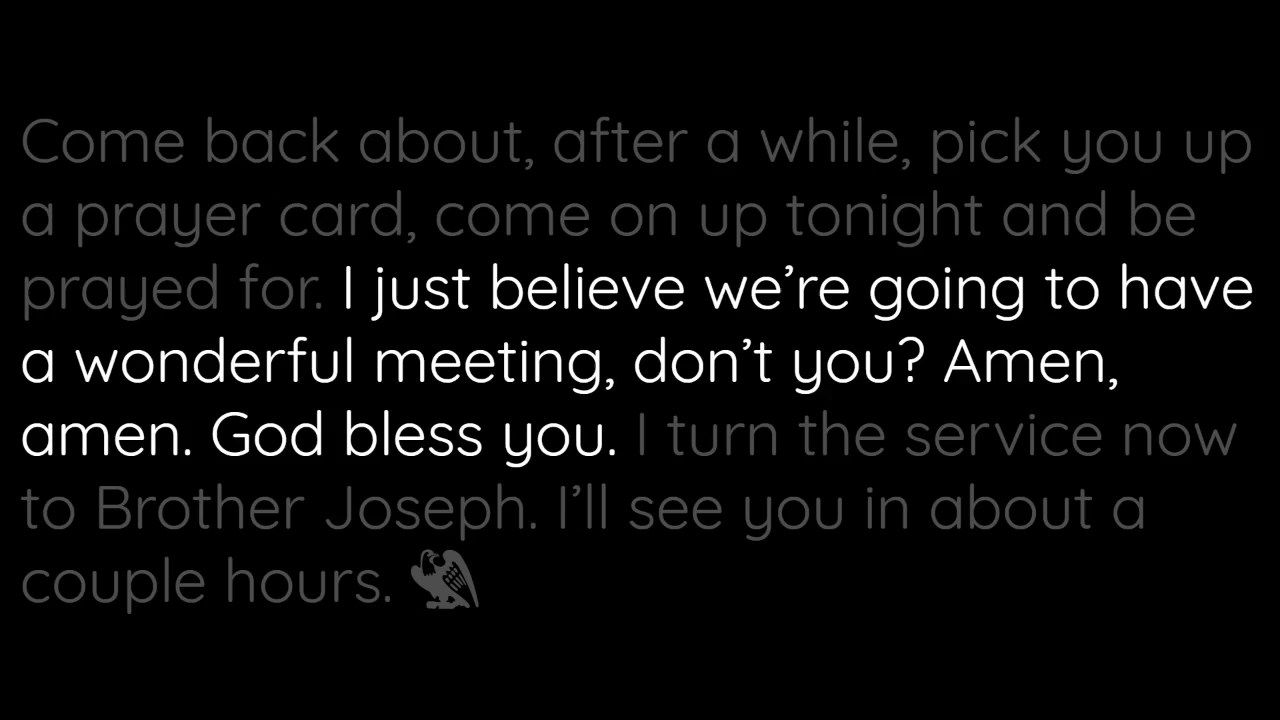 Come back about, after a while, pick you up
a prayer card, come on up tonight and be
prayed for. I just believe we’re going to have
a wonderful meeting, don’t you? Amen,
amen. God bless you. I turn the service now
to Brother Joseph. I’ll see you in about a
couple hours.